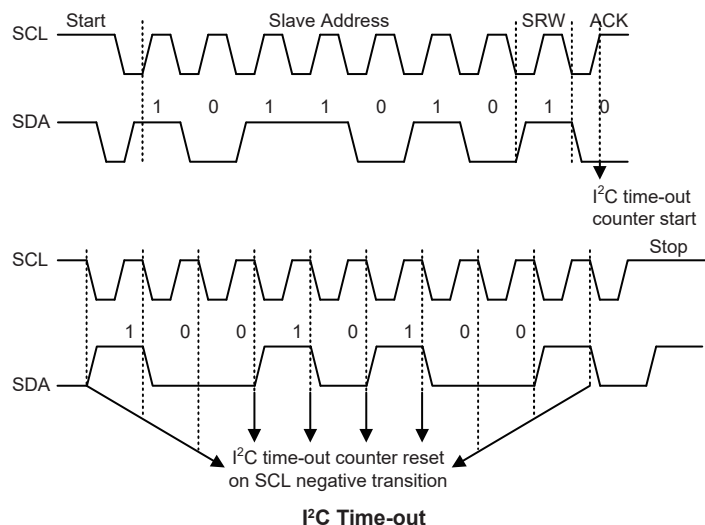 Start Slave Address SRW ACK
SCL
1 0 1 1 0 1 0 1 0
SDA
I²C time-out
counter start
Stop
SCL
1 0 0 1 0 1 0 0
SDA
I²C time-out counter reset
on SCL negative transition
I²C Time-out